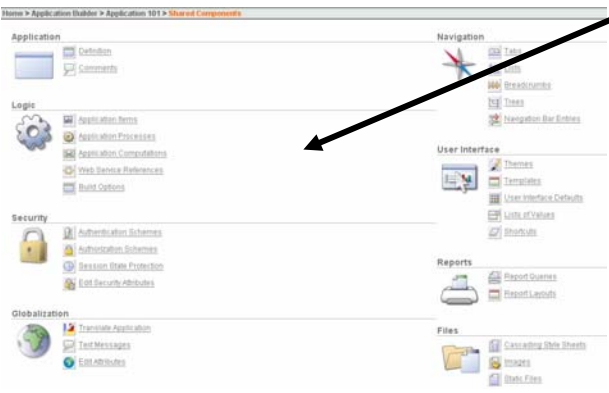 Home > Application Builder > Application 101 > Shared Components
Application
Definition
Comments
Logic
Application Items
Application Processes
Application Computations
Web Service References
Build Options
Security
Authentication Schemes
Authorization Schemes
Session State Protection
Edit Security Attributes
Globalization
Translate Application
Text Messages
Edit Attributes
Navigation
Tabs
Lists
Breadcrumbs
Trees
Navigation Bar Entries
User Interface
Themes
Templates
User Interface Defaults
Lists of Values
Shortcuts
Reports
Report Queries
Report Layouts
Files
Cascading Style Sheets
Images
Static Files